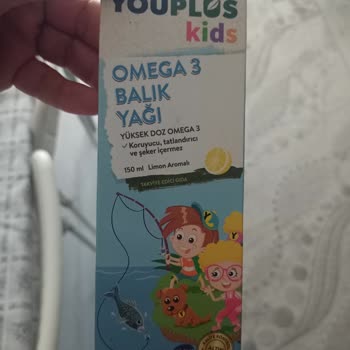 YOUPLUS
kids
OMEGA 3
BALIK
YAĞI
YÜKSEK DOZ OMEGA 3
✓ Koruyucu, tatlandırıcı
ve şeker içermez
150 ml Limon Aromalı
TAKVİYE EDİCİ GIDA